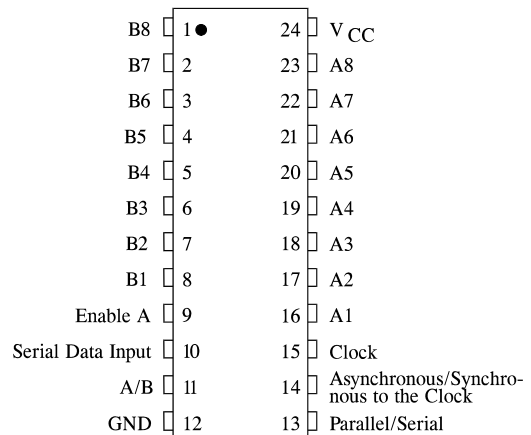 B8 1 24 V CC
B7 2 23 A8
B6 3 22 A7
B5 4 21 A6
B4 5 20 A5
B3 6 19 A4
B2 7 18 A3
B1 8 17 A2
Enable A 9 16 A1
Serial Data Input 10 15 Clock
A/B 11 14 Asynchronous/Synchro-
nous to the Clock
GND 12 13 Parallel/Serial